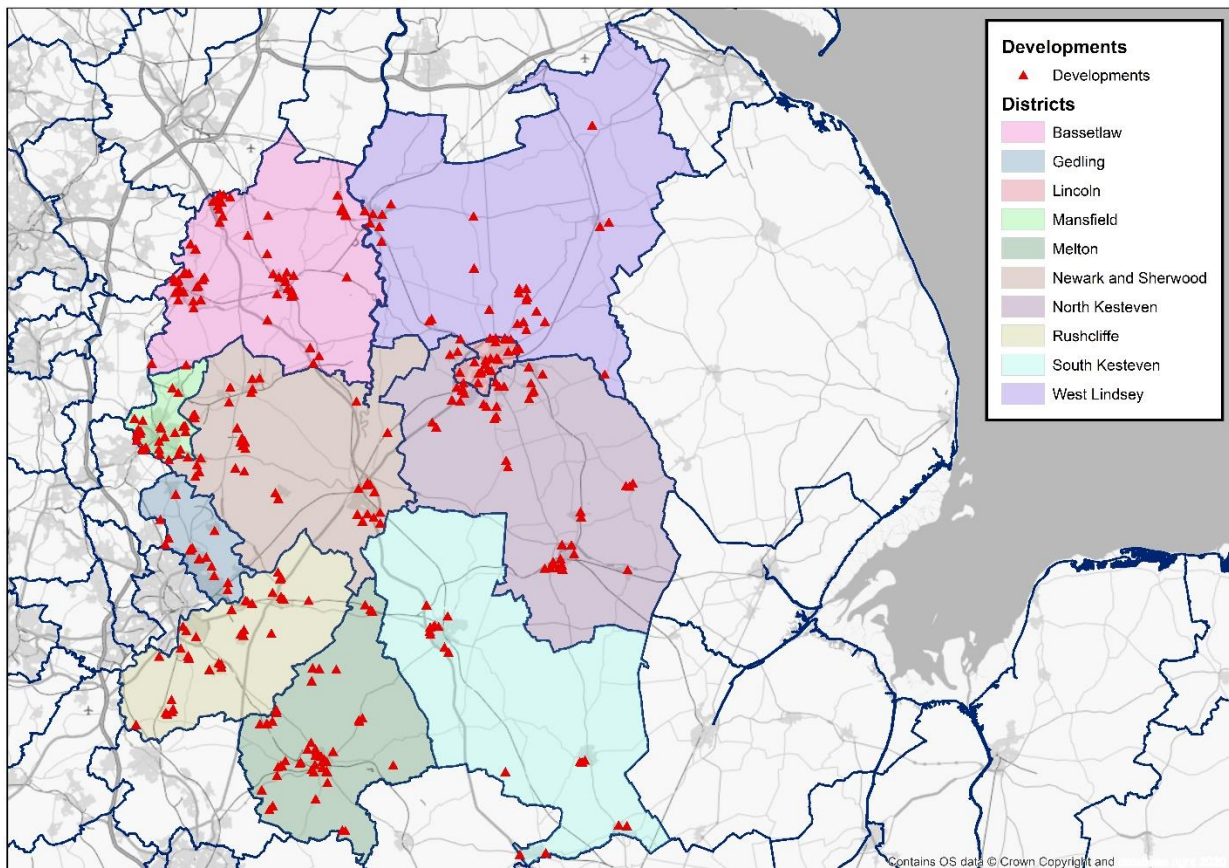 Developments
Developments
Districts
Bassetlaw
Gedling
Lincoln
Mansfield
Melton
Newark and Sherwood
North Kesteven
Rushcliffe
South Kesteven
West Lindsey
Contains OS data © Crown Copyright and